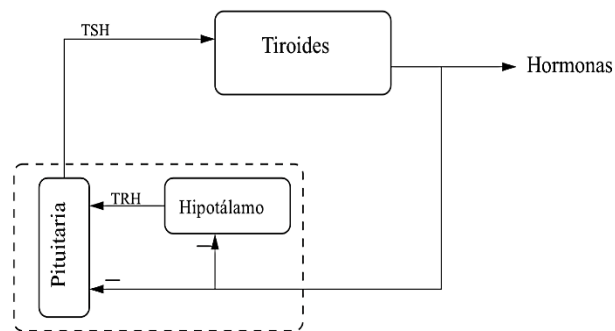 TSH
Tiroides
Hormonas
TRH
Hipotálamo
Pituitaria